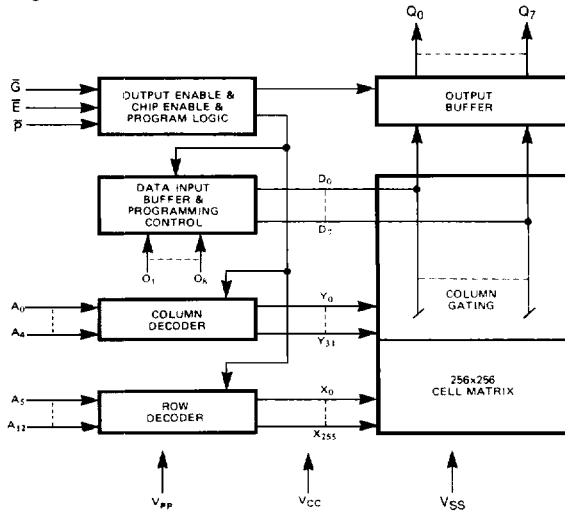 Q0 Q7
G
E
P
OUTPUT ENABLE &
CHIP ENABLE &
PROGRAM LOGIC
OUTPUT
BUFFER
DATA INPUT
BUFFER &
PROGRAMMING
CONTROL
D0
D7
O1 O8
A0
A4
COLUMN
DECODER
Y0
Y31
COLUMN
GATING
A5
A12
ROW
DECODER
X0
X255
256x256
CELL MATRIX
VPP VCC VSS